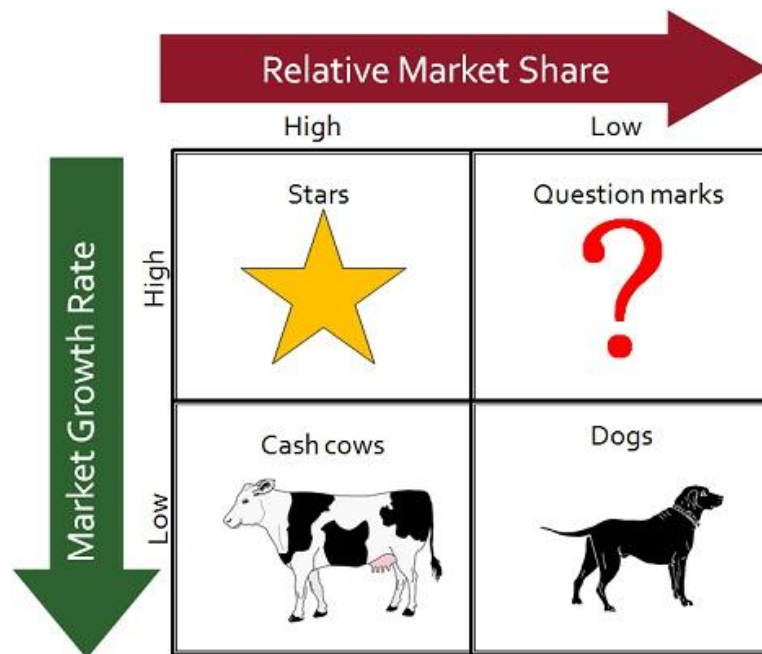 Relative Market Share
High
Low
Market Growth Rate
High
Stars
Question marks
?
Low
Cash cows
Dogs